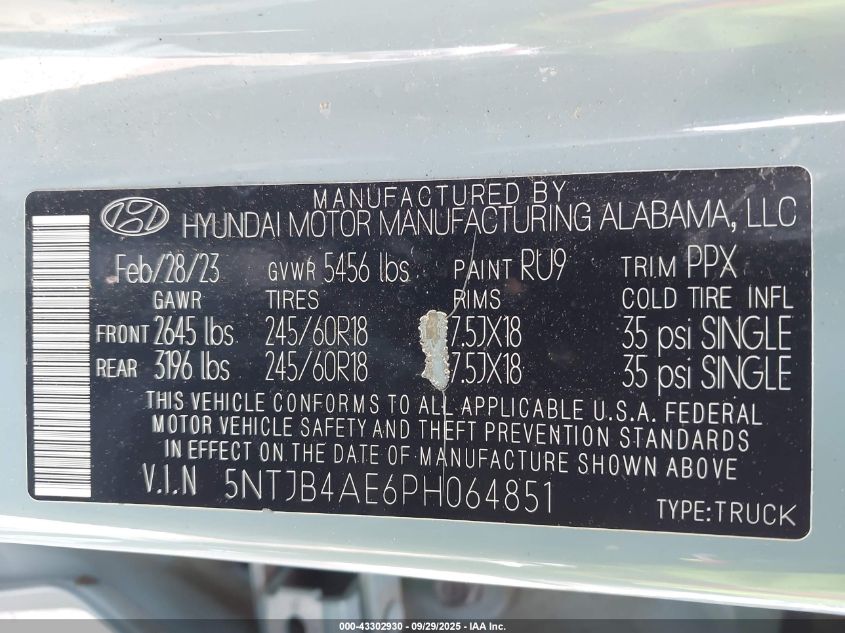 MANUFACTURED BY
HYUNDAI MOTOR MANUFACTURING ALABAMA, LLC
Feb/28/23 GVWR 5456 lbs PAINT RU9 TRIM PPX
GAWR TIRES RIMS COLD TIRE INFL
FRONT 2645 lbs 245/60R18 7.5JX18 35 psi SINGLE
REAR 3196 lbs 245/60R18 7.5JX18 35 psi SINGLE
THIS VEHICLE CONFORMS TO ALL APPLICABLE U.S.A. FEDERAL
MOTOR VEHICLE SAFETY AND THEFT PREVENTION STANDARDS
IN EFFECT ON THE DATE OF MANUFACTURE SHOWN ABOVE
V.I.N 5NTJB4AE6PH064851
TYPE:TRUCK
000-43302930 - 09/29/2025 - IAA Inc.